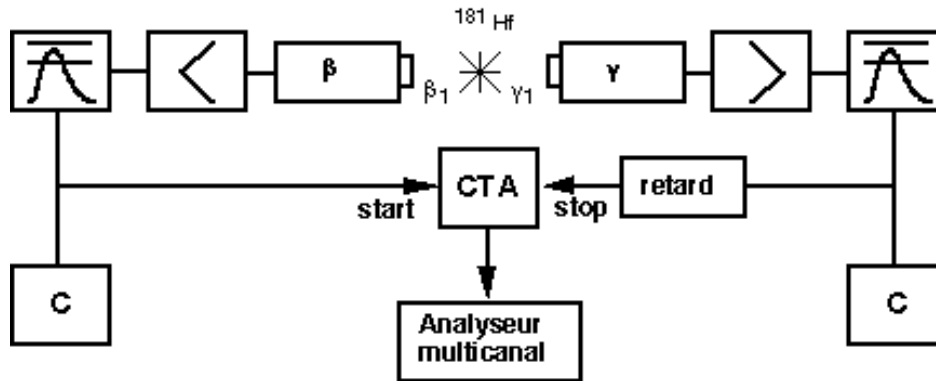 181 Hf
β
γ
β1
γ1
CTA
retard
start
stop
C
C
Analyseur
multicanal